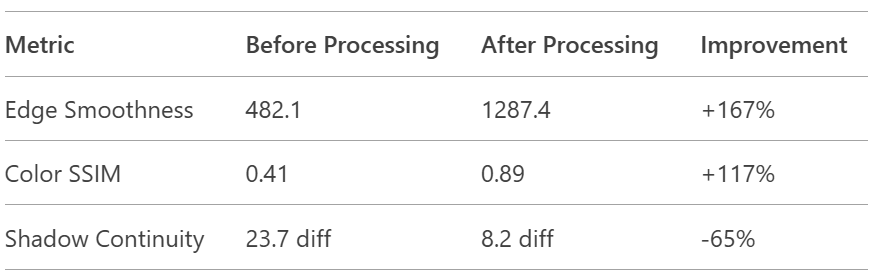 Metric Before Processing After Processing Improvement
Edge Smoothness 482.1 1287.4 +167%
Color SSIM 0.41 0.89 +117%
Shadow Continuity 23.7 diff 8.2 diff -65%